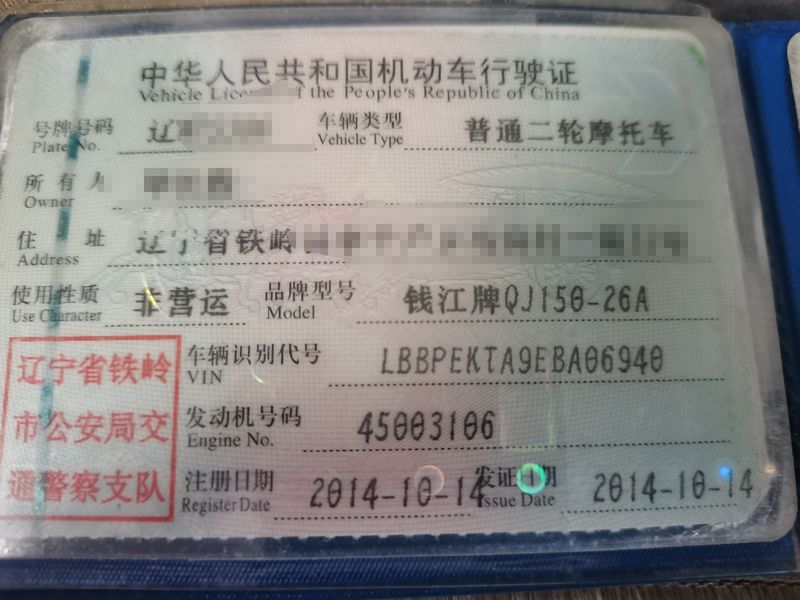 中华人民共和国机动车行驶证
Vehicle License of the People's Republic of China
号牌号码 辽 车辆类型 普通二轮摩托车
Plate No. Vehicle Type
所有人
Owner
住址 辽宁省铁岭
Address
使用性质 非营运 品牌型号 钱江牌QJ150-26A
Use Character Model
辽宁省铁岭
市公安局交
通警察支队
车辆识别代号 LBBPEKTA9EBA06940
VIN
发动机号码 45003106
Engine No.
注册日期 2014-10-14 发证日期 2014-10-14
Register Date Issue Date